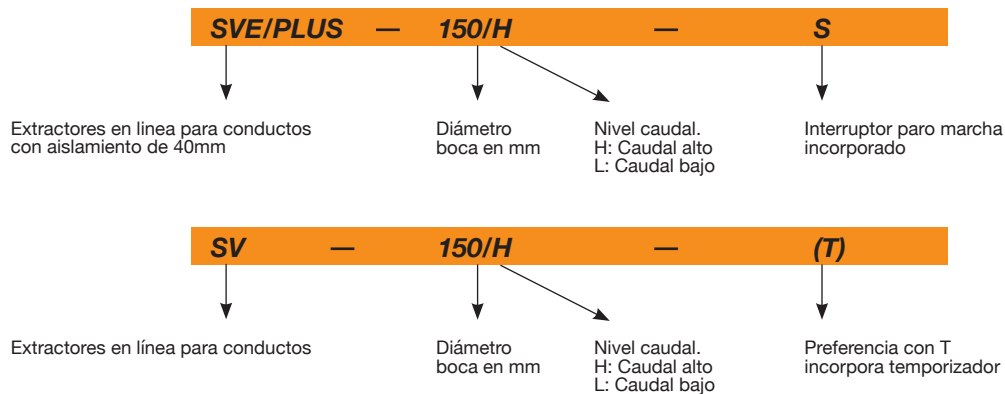 SVE/PLUS — 150/H — S
Extractores en linea para conductos
con aislamiento de 40mm
Diámetro
boca en mm
Nivel caudal.
H: Caudal alto
L: Caudal bajo
Interruptor paro marcha
incorporado
SV — 150/H — (T)
Extractores en línea para conductos
Diámetro
boca en mm
Nivel caudal.
H: Caudal alto
L: Caudal bajo
Preferencia con T
incorpora temporizador